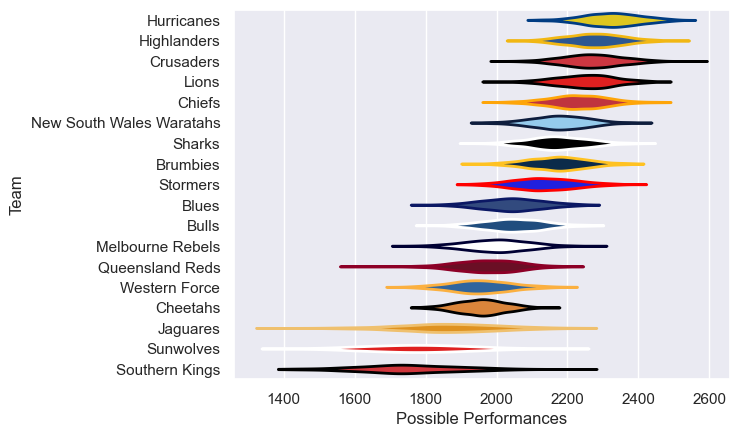 Hurricanes
Highlanders
Crusaders
Lions
Chiefs
New South Wales Waratahs
Sharks
Brumbies
Stormers
Blues
Bulls
Melbourne Rebels
Queensland Reds
Western Force
Cheetahs
Jaguares
Sunwolves
Southern Kings
Team
1400 1600 1800 2000 2200 2400 2600
Possible Performances